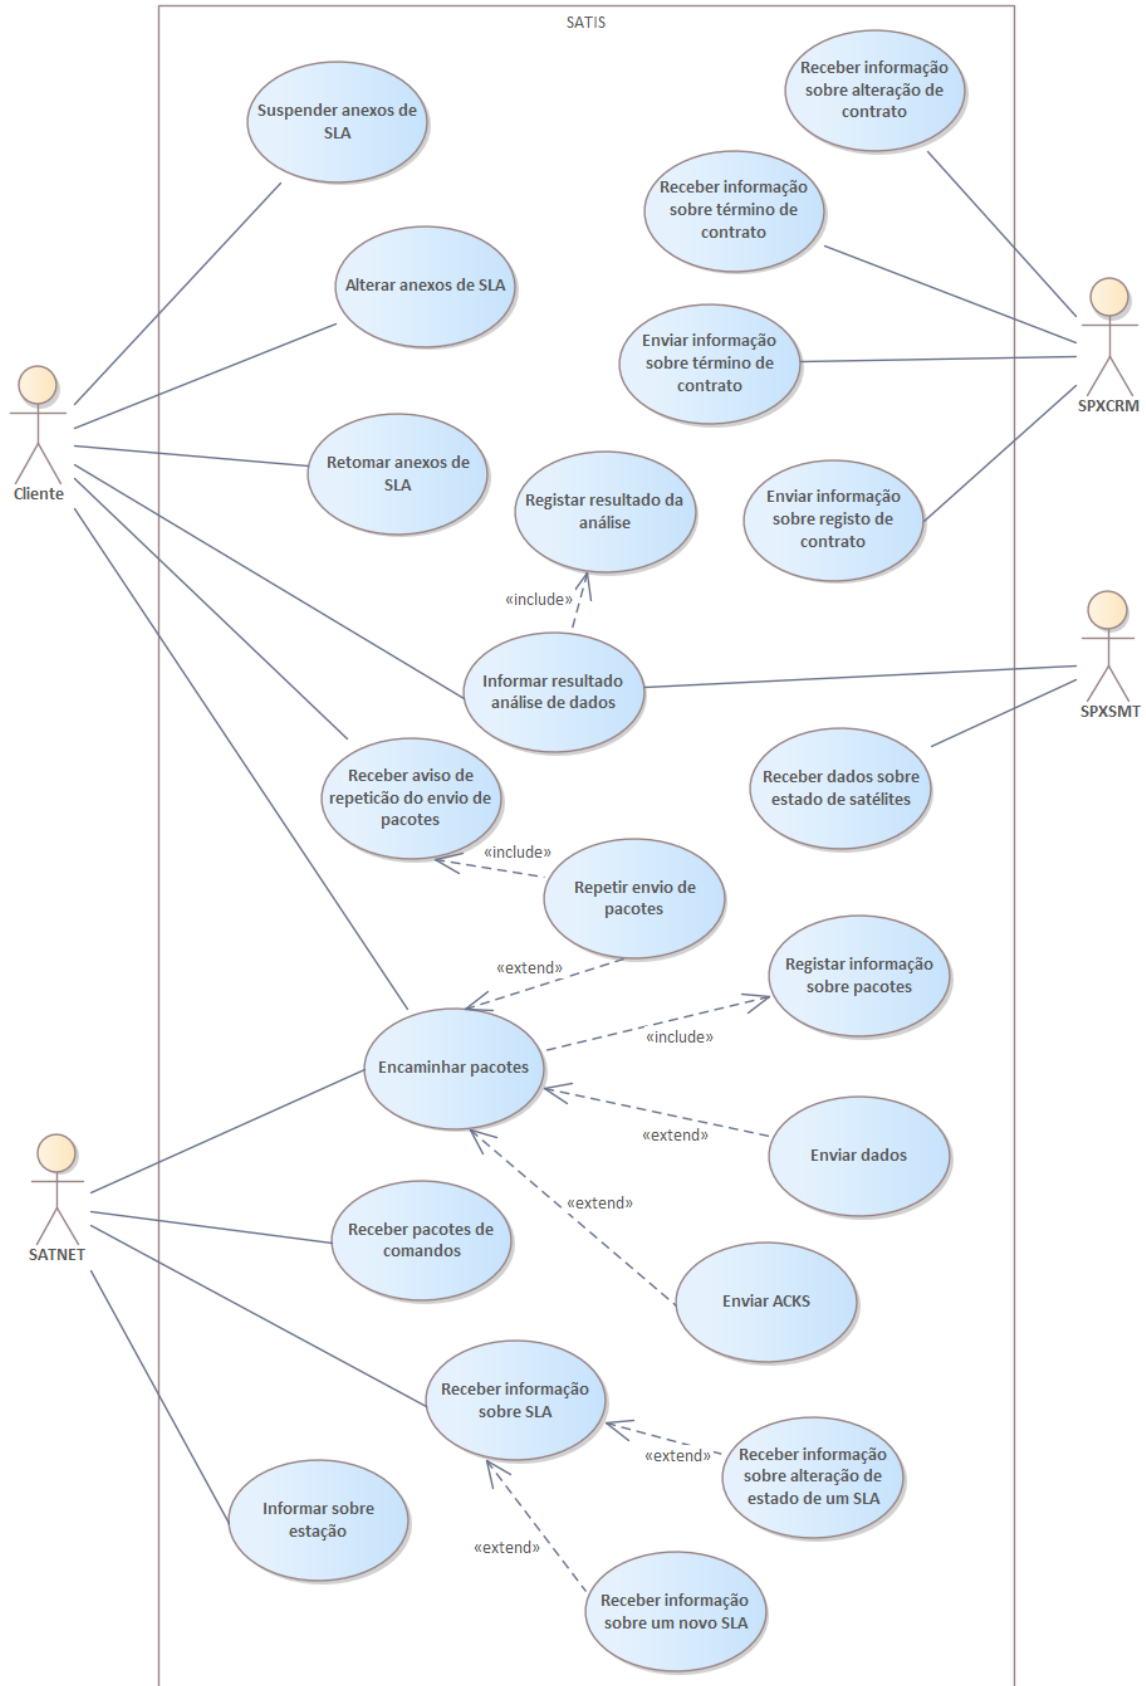 SATIS
Suspender anexos de
SLA
Receber informação
sobre alteração de
contrato
Receber informação
sobre término de
contrato
Alterar anexos de SLA
Enviar informação
sobre término de
contrato
SPXCRM
Cliente
Retomar anexos de
SLA
Registar resultado da
análise
Enviar informação
sobre registo de
contrato
«include»
Informar resultado
análise de dados
SPXSMT
Receber aviso de
repeticão do envio de
pacotes
Receber dados sobre
estado de satélites
«include»
Repetir envio de
pacotes
«extend»
Registar informação
sobre pacotes
«include»
Encaminhar pacotes
«extend»
Enviar dados
«extend»
SATNET
Receber pacotes de
comandos
Enviar ACKS
Receber informação
sobre SLA
«extend»
Receber informação
sobre alteração de
estado de um SLA
Informar sobre
estação
«extend»
Receber informação
sobre um novo SLA